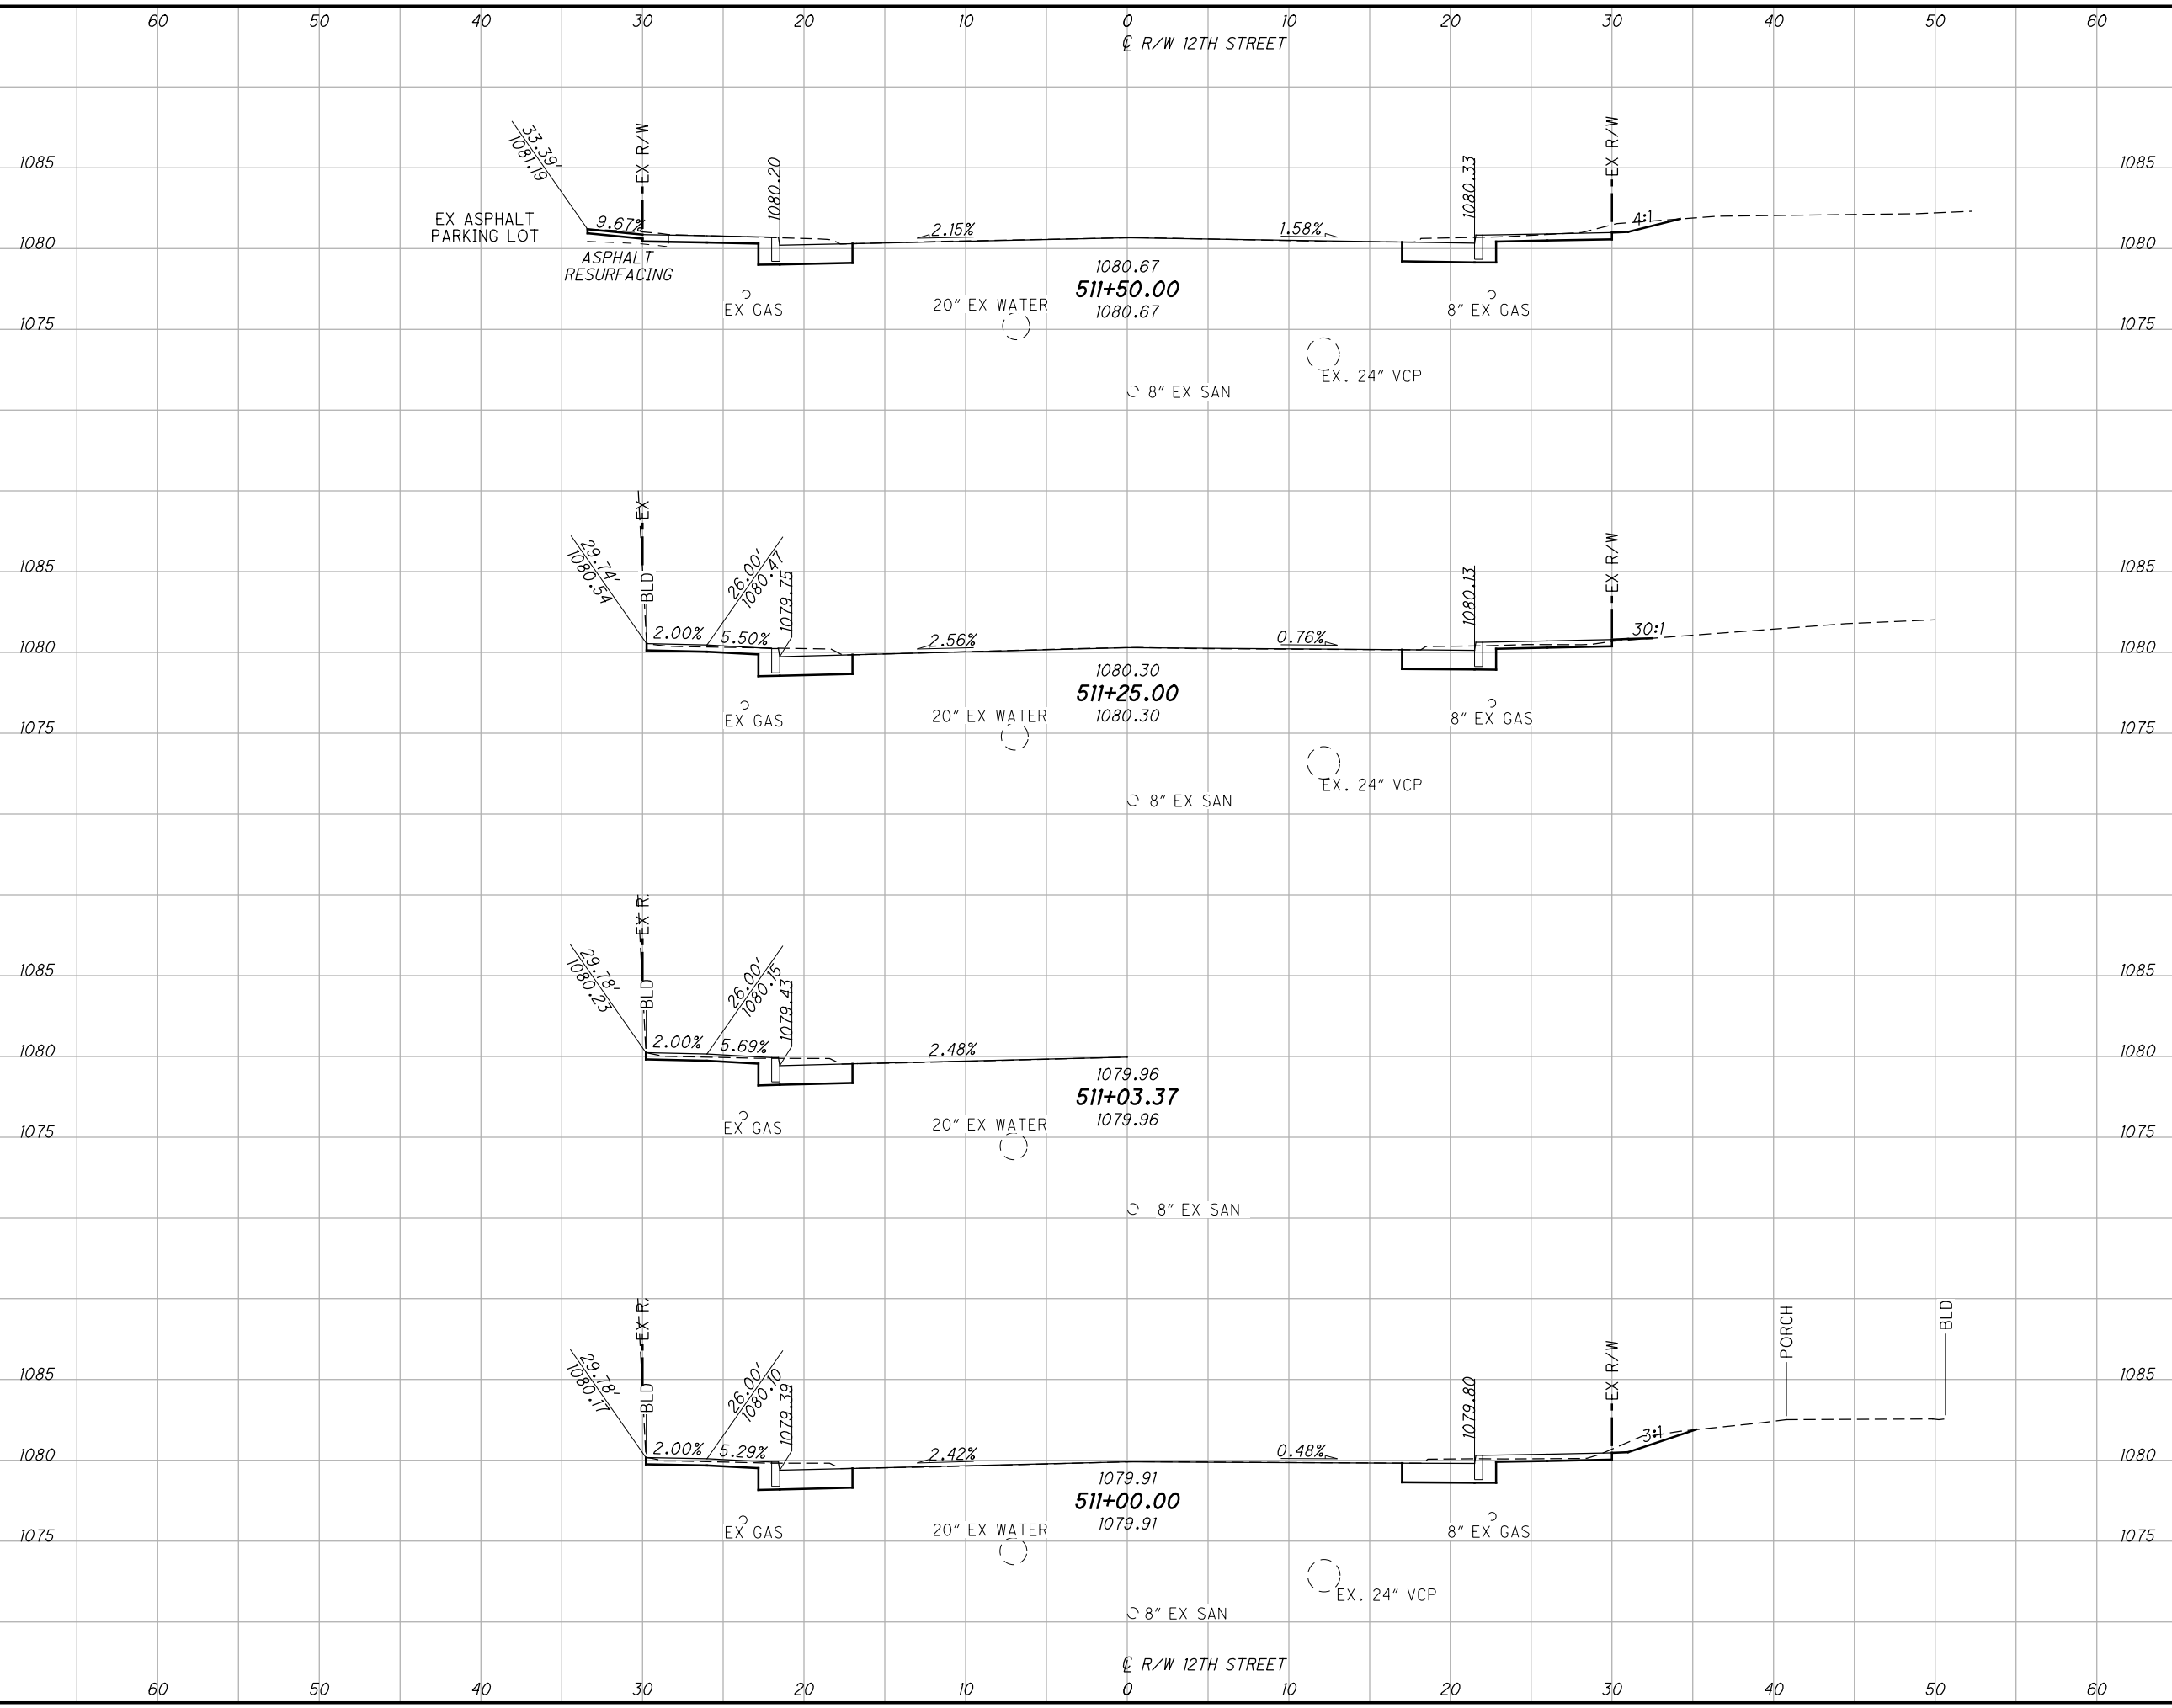 60 50 40 30 20 10 0 10 20 30 40 50 60
℄ R/W 12TH STREET
33.39'
1081.19
EX R/W
1080.20
1080.33
EX R/W
1085 1085
EX ASPHALT
PARKING LOT
9.67%
2.15%
1.58%
4:1
1080 1080
ASPHALT
RESURFACING
1080.67
511+50.00
1080.67
EX GAS
20" EX WATER
8" EX GAS
1075 1075
EX. 24" VCP
8" EX SAN
EX
BLD
29.74'
1080.54
26.00'
1080.47
1079.75
1080.13
EX R/W
1085 1085
2.00%
5.50%
2.56%
0.76%
30:1
1080 1080
1080.30
511+25.00
1080.30
EX GAS
20" EX WATER
8" EX GAS
1075 1075
EX. 24" VCP
8" EX SAN
EX R
BLD
29.78'
1080.23
26.00'
1080.15
1079.43
1085 1085
2.00%
5.69%
2.48%
1080 1080
1079.96
511+03.37
1079.96
EX GAS
20" EX WATER
1075 1075
8" EX SAN
EX R
BLD
29.78'
1080.17
26.00'
1080.10
1079.39
1079.80
EX R/W
PORCH
BLD
1085 1085
2.00%
5.29%
2.42%
0.48%
3:1
1080 1080
1079.91
511+00.00
1079.91
EX GAS
20" EX WATER
8" EX GAS
1075 1075
EX. 24" VCP
8" EX SAN
℄ R/W 12TH STREET
60 50 40 30 20 10 0 10 20 30 40 50 60